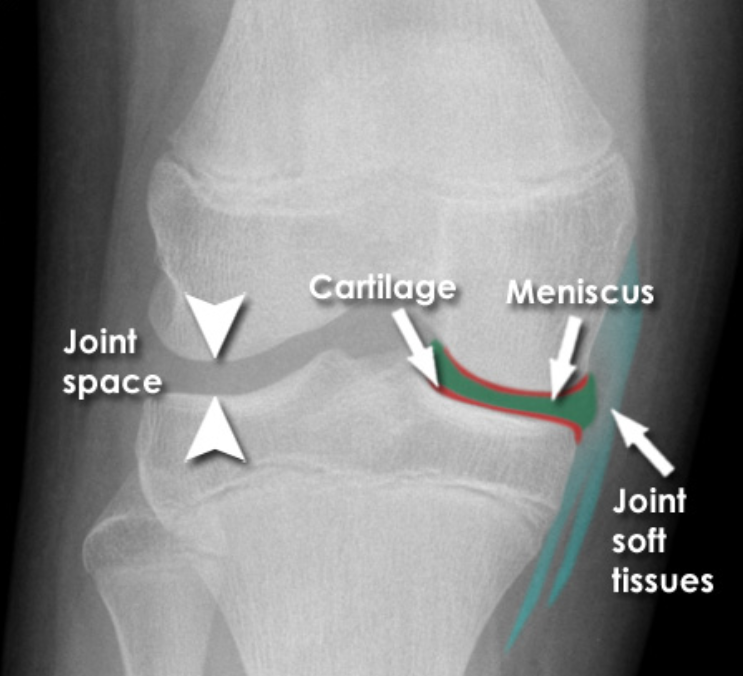 Cartilage
Meniscus
Joint
space
Joint
soft
tissues